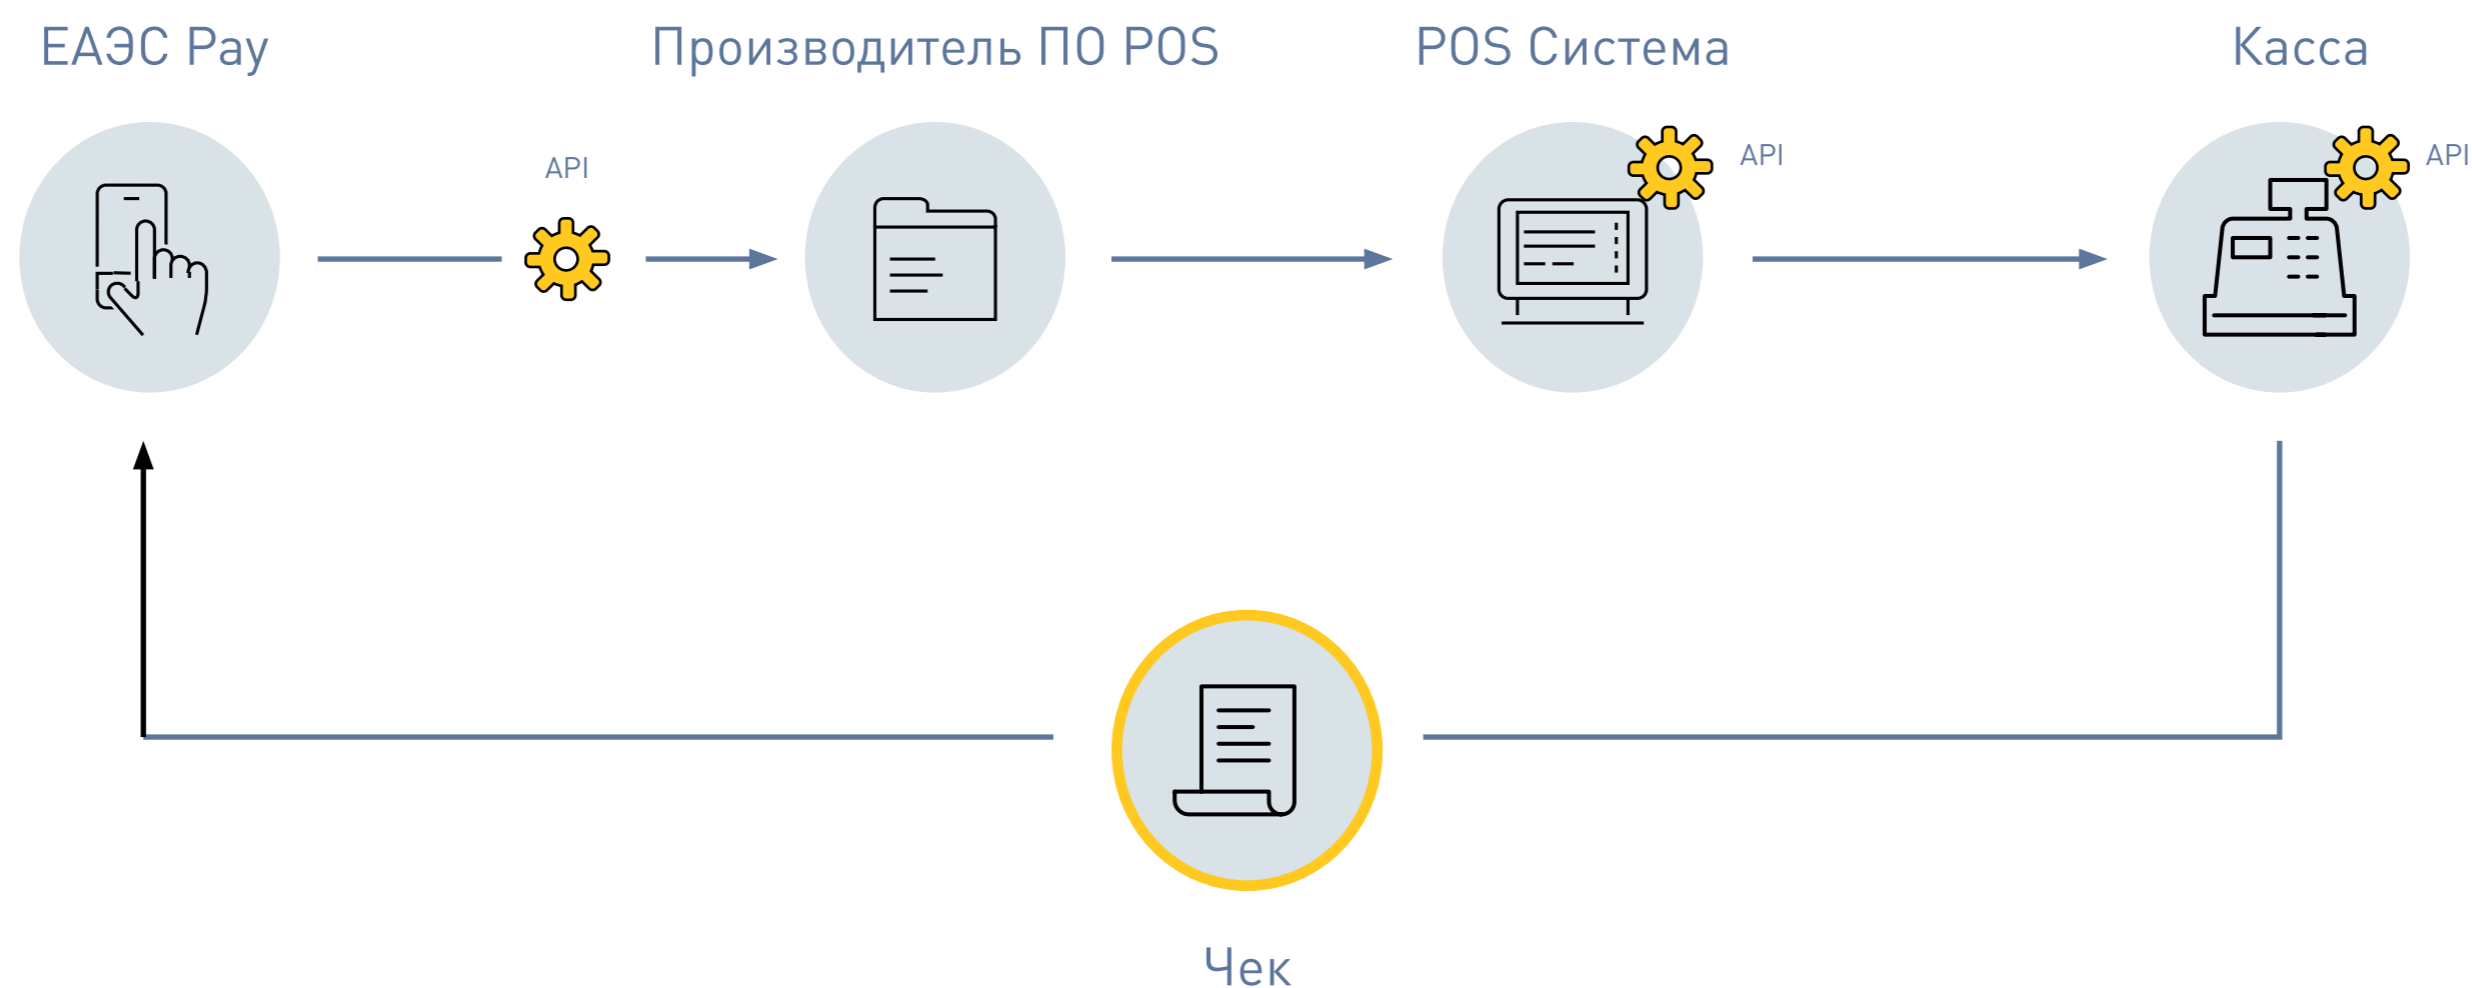 ЕАЭС Pay
Производитель ПО POS
POS Система
Касса
API
API
API
Чек